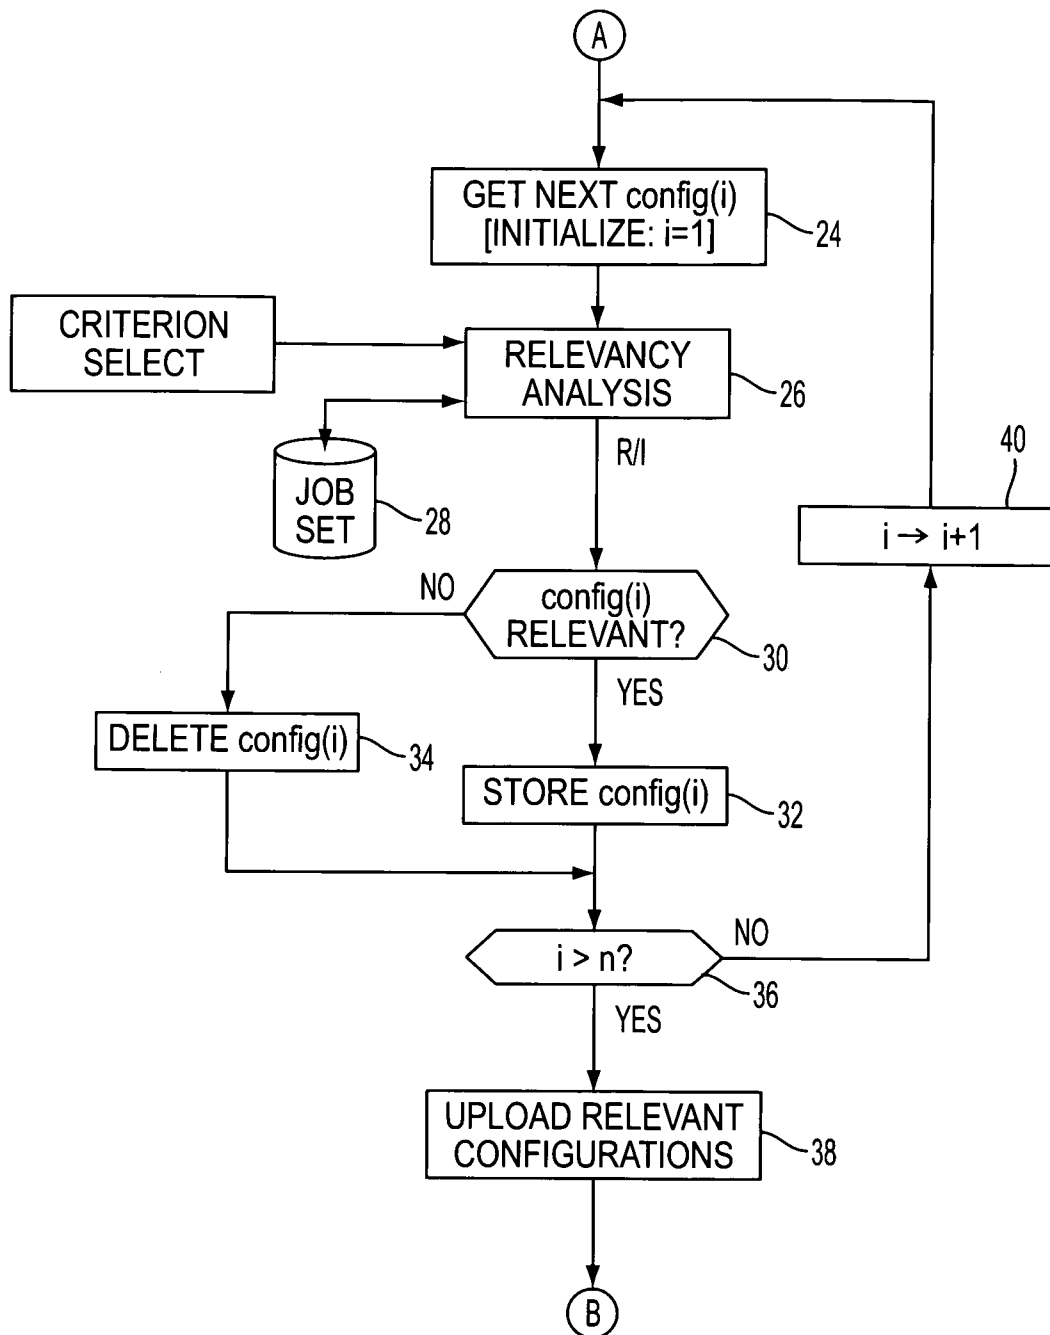 A
GET NEXT config(i)
[INITIALIZE: i=1]
24
CRITERION
SELECT
RELEVANCY
ANALYSIS
26
R/I
JOB
SET
28
40
i → i+1
NO
config(i)
RELEVANT?
30
YES
DELETE config(i)
34
STORE config(i)
32
i > n?
NO
36
YES
UPLOAD RELEVANT
CONFIGURATIONS
38
B